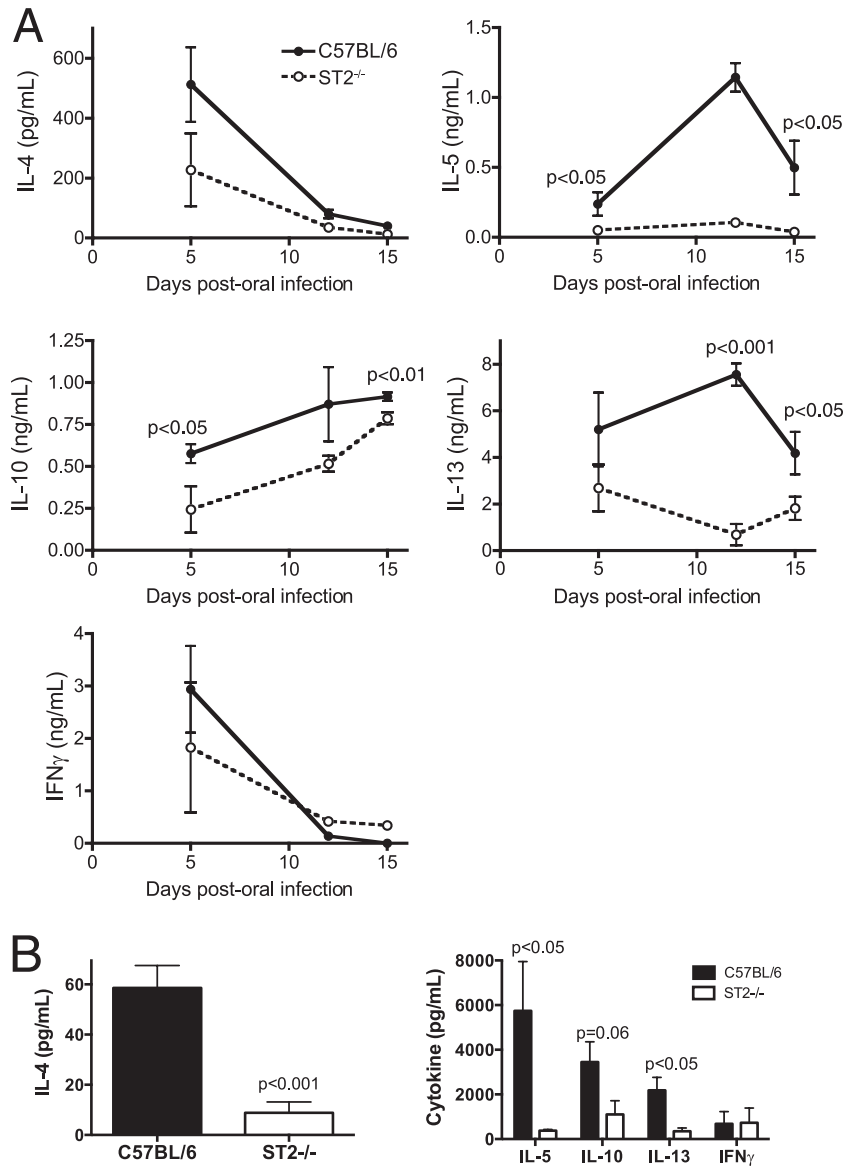 A
IL-4 (pg/mL)
600
400
200
0
0 5 10 15
Days post-oral infection
C57BL/6
ST2-/-
IL-5 (ng/mL)
1.5
1.0
0.5
0.0
p<0.05
p<0.05
0 5 10 15
Days post-oral infection
IL-10 (ng/mL)
1.25
1.00
0.75
0.50
0.25
0.00
p<0.05
p<0.01
0 5 10 15
Days post-oral infection
IL-13 (ng/mL)
8
6
4
2
0
p<0.001
p<0.05
0 5 10 15
Days post-oral infection
IFNγ (ng/mL)
4
3
2
1
0
0 5 10 15
Days post-oral infection
B
IL-4 (pg/mL)
60
40
20
0
p<0.001
C57BL/6 ST2-/-
Cytokine (pg/mL)
8000
6000
4000
2000
0
p<0.05
p=0.06
p<0.05
C57BL/6
ST2-/-
IL-5 IL-10 IL-13 IFNγ